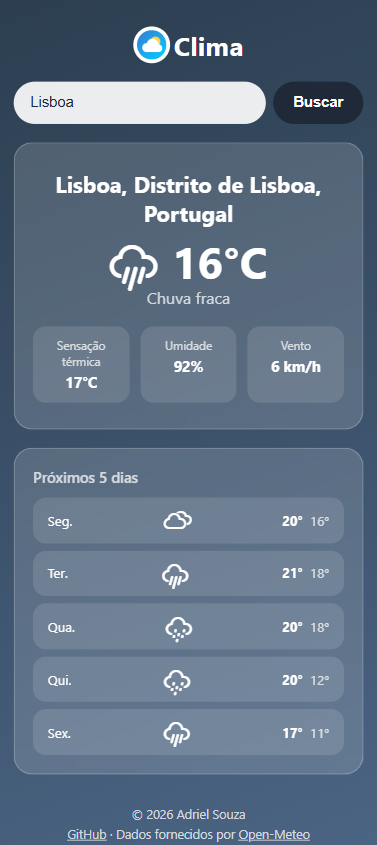 Clima
Lisboa
Buscar
Lisboa, Distrito de Lisboa,
Portugal
16°C
Chuva fraca
Sensação
térmica
17°C
Umidade
92%
Vento
6 km/h
Próximos 5 dias
Seg. 20° 16°
Ter. 21° 18°
Qua. 20° 18°
Qui. 20° 12°
Sex. 17° 11°
© 2026 Adriel Souza
GitHub · Dados fornecidos por Open-Meteo